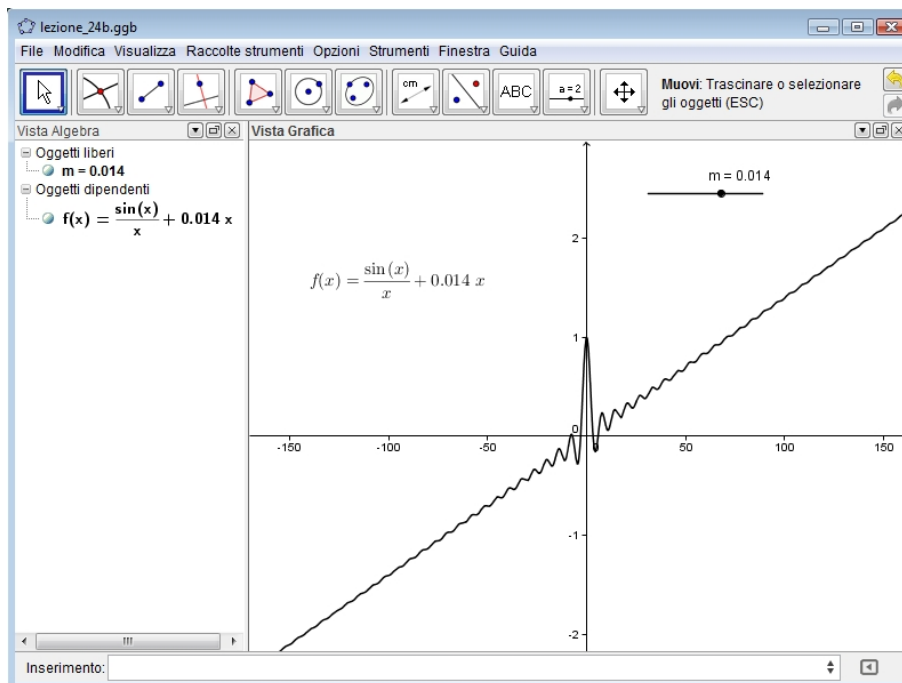 lezione_24b.ggb
File Modifica Visualizza Raccolte strumenti Opzioni Strumenti Finestra Guida
cm
ABC
a=2
Muovi: Trascinare o selezionare
gli oggetti (ESC)
Vista Algebra
Oggetti liberi
m = 0.014
Oggetti dipendenti
f(x) = sin(x)/x + 0.014 x
Vista Grafica
m = 0.014
f(x) = sin(x)/x + 0.014 x
2
1
0
-150 -100 -50 0 50 100 150
-1
-2
Inserimento: